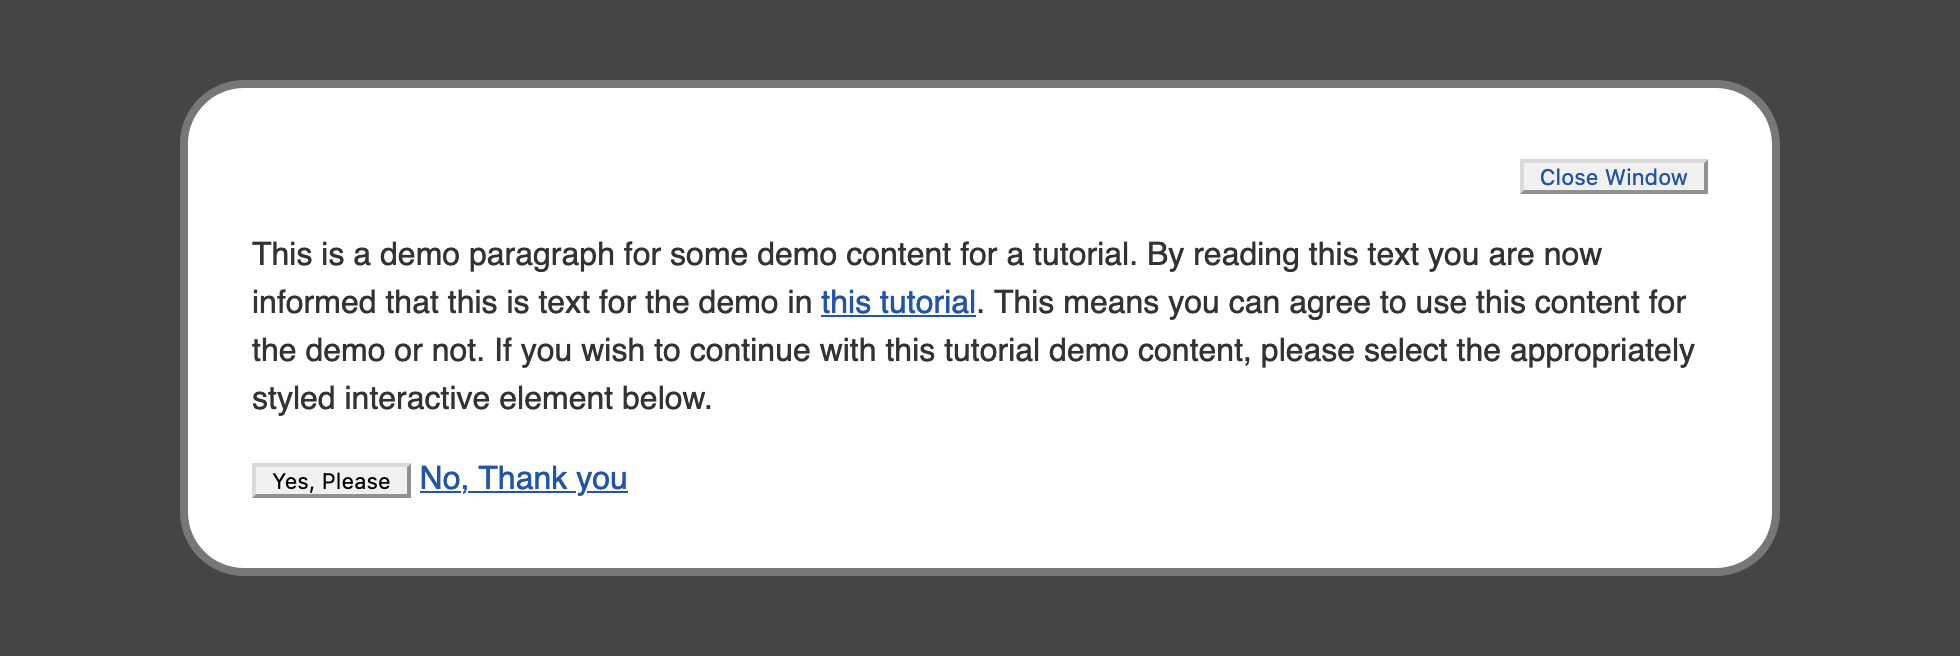 Close Window
This is a demo paragraph for some demo content for a tutorial. By reading this text you are now
informed that this is text for the demo in this tutorial. This means you can agree to use this content for
the demo or not. If you wish to continue with this tutorial demo content, please select the appropriately
styled interactive element below.
Yes, Please No, Thank you